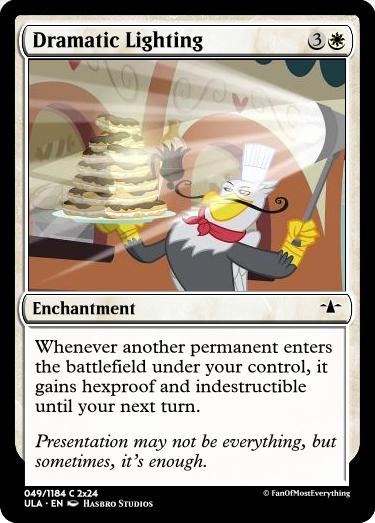 Dramatic Lighting 3
Enchantment
Whenever another permanent enters
the battlefield under your control, it
gains hexproof and indestructible
until your next turn.
Presentation may not be everything, but
sometimes, it's enough.
049/1184 C 2x24
ULA • EN Hasbro Studios
© FanOfMostEverything